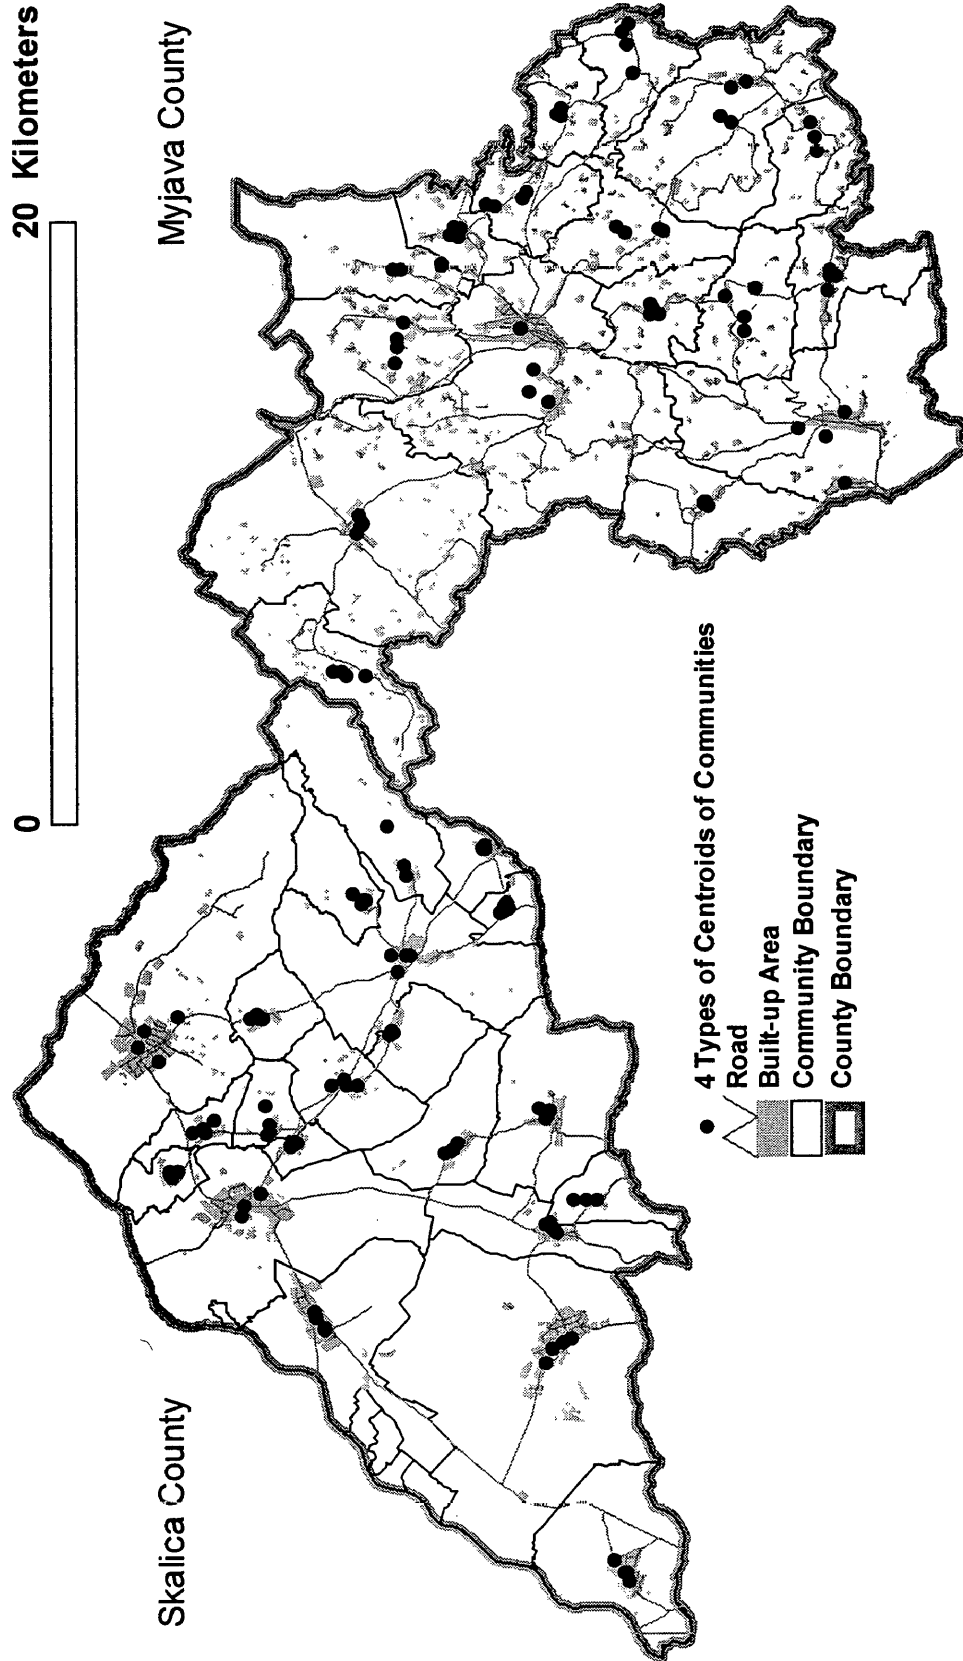 0 20 Kilometers
Skalica County
Myjava County
4 Types of Centroids of Communities
Road
Built-up Area
Community Boundary
County Boundary